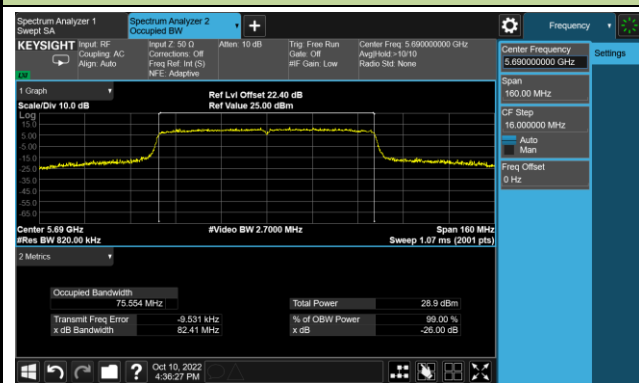 Spectrum Analyzer 1
Swept SA
Spectrum Analyzer 2
Occupied BW
+
Frequency
KEYSIGHT
Input: RF
Coupling: AC
Align: Auto
Input Z: 50 Ω
Corrections: Off
Freq Ref: Int (S)
NFE: Adaptive
Atten: 10 dB
Trig: Free Run
Gate: Off
#IF Gain: Low
Center Freq: 5.690000000 GHz
Avg|Hold:>10/10
Radio Std: None
Center Frequency
5.690000000 GHz
Settings
Span
160.00 MHz
CF Step
16.000000 MHz
Auto
Man
Freq Offset
0 Hz
1 Graph
Scale/Div 10.0 dB
Ref Lvl Offset 22.40 dB
Ref Value 25.00 dBm
Log
15.0
5.00
-5.00
-15.0
-25.0
-35.0
-45.0
-55.0
-65.0
Center 5.69 GHz
#Res BW 820.00 kHz
#Video BW 2.7000 MHz
Span 160 MHz
Sweep 1.07 ms (2001 pts)
2 Metrics
Occupied Bandwidth
75.554 MHz
Total Power 28.9 dBm
Transmit Freq Error -9.531 kHz
% of OBW Power 99.00 %
x dB Bandwidth 82.41 MHz
x dB -26.00 dB
?
Oct 10, 2022
4:36:27 PM